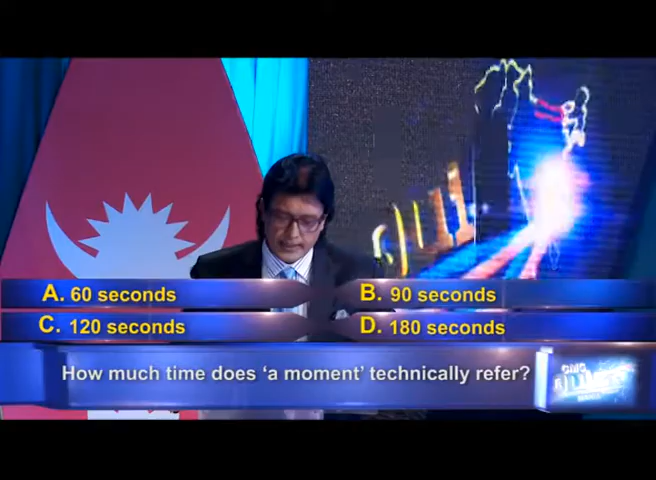 A. 60 seconds
B. 90 seconds
C. 120 seconds
D. 180 seconds
How much time does ‘a moment’ technically refer?